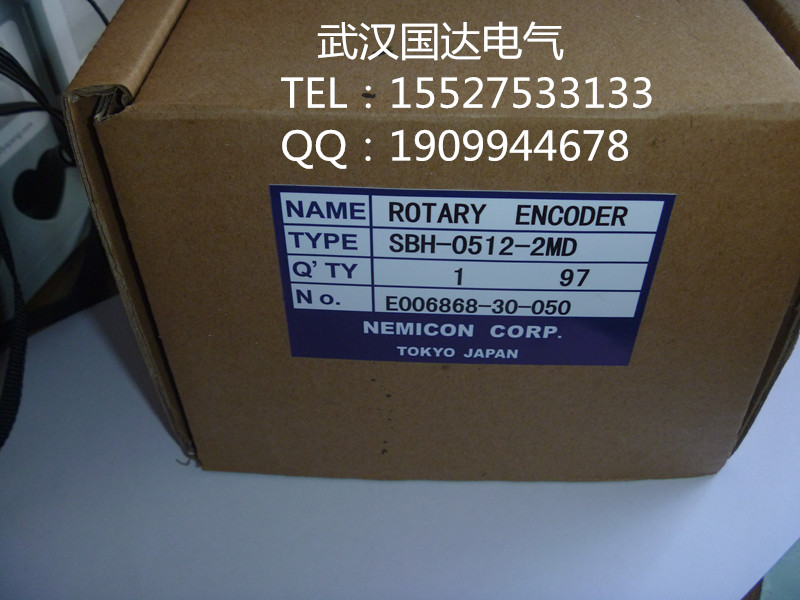 武汉国达电气
TEL：15527533133
QQ：1909944678
NAME ROTARY ENCODER
TYPE SBH-0512-2MD
Q'TY 1 97
No. E006868-30-050
NEMICON CORP.
TOKYO JAPAN